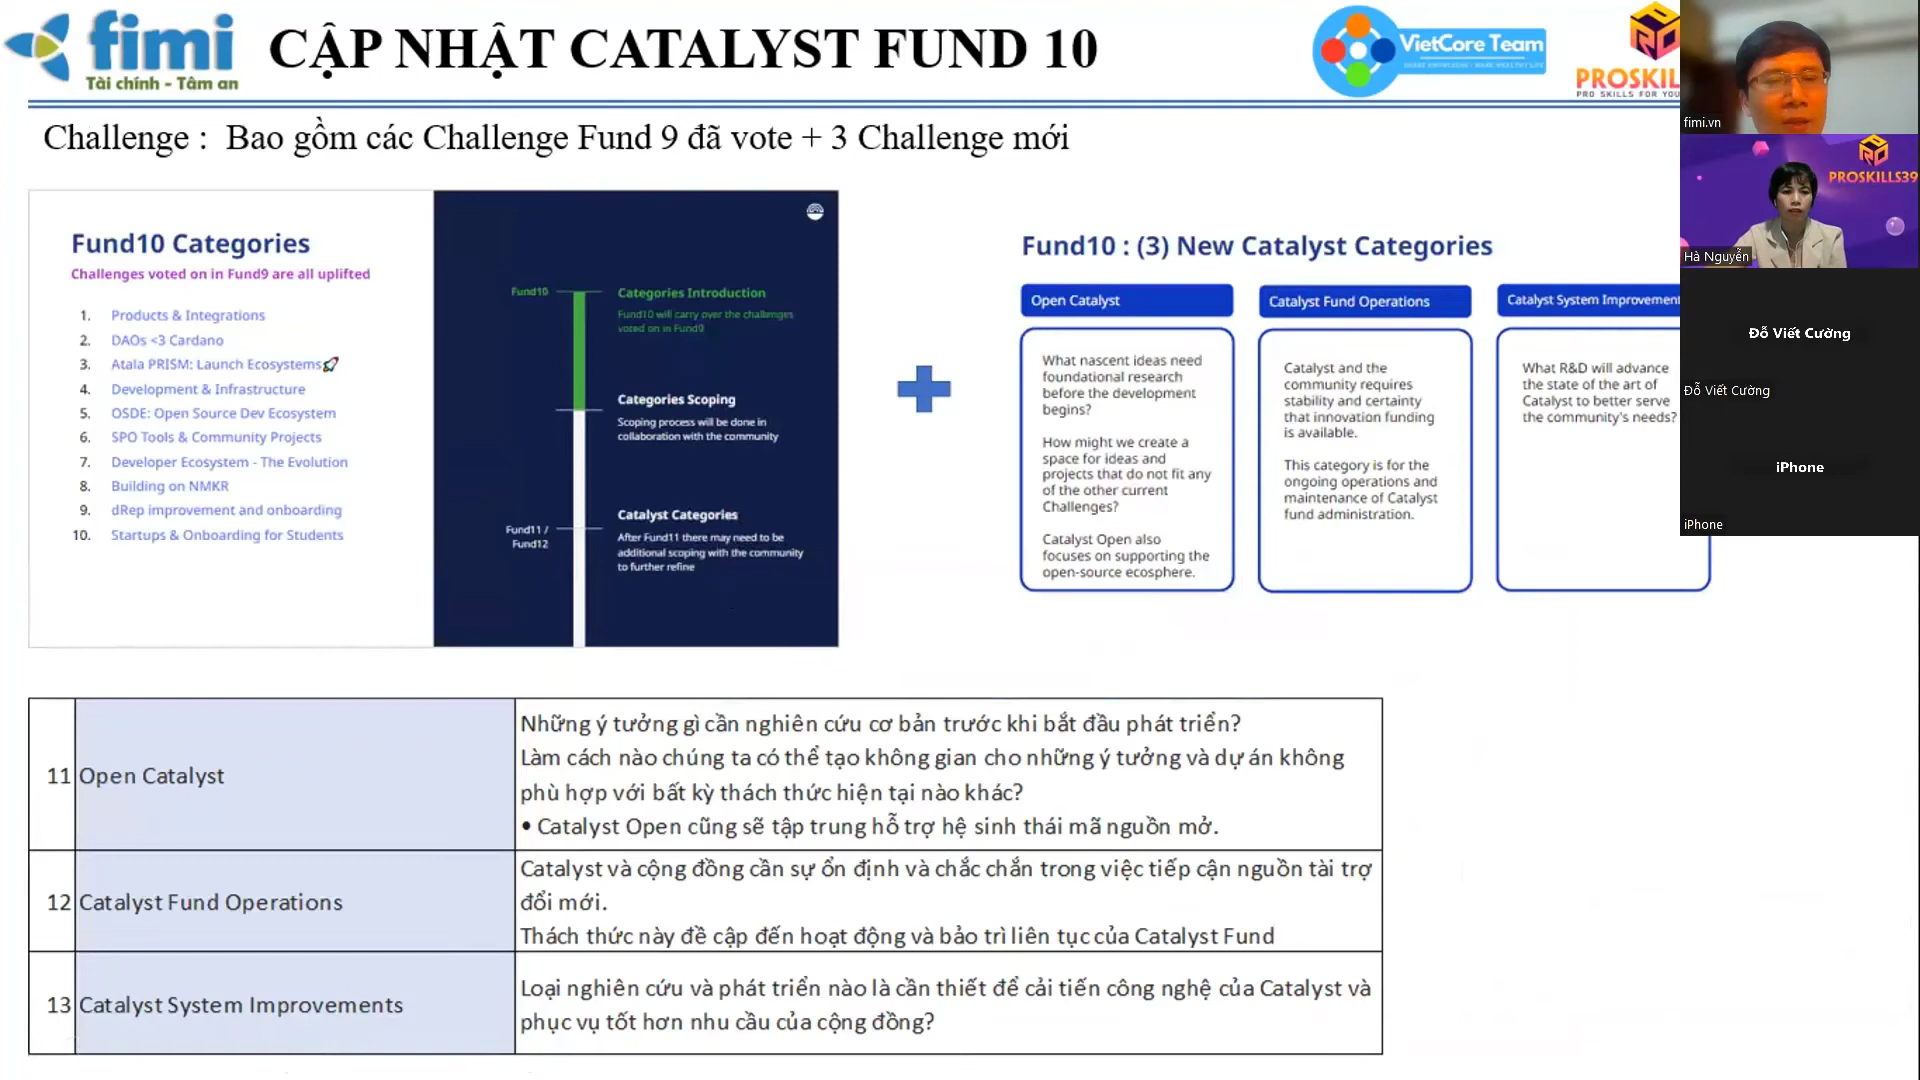 fimi
Tài chính - Tâm an
CẬP NHẬT CATALYST FUND 10
VietCore Team
PROSKIL
PRO SKILLS FOR YOU
Challenge : Bao gồm các Challenge Fund 9 đã vote + 3 Challenge mới
Fund10 Categories
Challenges voted on in Fund9 are all uplifted
1. Products & Integrations
2. DAOs <3 Cardano
3. Atala PRISM: Launch Ecosystems🚀
4. Development & Infrastructure
5. OSDE: Open Source Dev Ecosystem
6. SPO Tools & Community Projects
7. Developer Ecosystem - The Evolution
8. Building on NMKR
9. dRep improvement and onboarding
10. Startups & Onboarding for Students
Fund10
Categories Introduction
Fund10 will carry over the challenges
voted on in Fund9
Categories Scoping
Scoping process will be done in
collaboration with the community
Fund11 /
Fund12
Catalyst Categories
After Fund11 there may need to be
additional scoping with the community
to further refine
Fund10 : (3) New Catalyst Categories
Open Catalyst
What nascent ideas need
foundational research
before the development
begins?
How might we create a
space for ideas and
projects that do not fit any
of the other current
Challenges?
Catalyst Open also
focuses on supporting the
open-source ecosphere.
Catalyst Fund Operations
Catalyst and the
community requires
stability and certainty
that innovation funding
is available.
This category is for the
ongoing operations and
maintenance of Catalyst
fund administration.
Catalyst System Improvement
What R&D will advance
the state of the art of
Catalyst to better serve
the community's needs?
11 Open Catalyst
Những ý tưởng gì cần nghiên cứu cơ bản trước khi bắt đầu phát triển?
Làm cách nào chúng ta có thể tạo không gian cho những ý tưởng và dự án không
phù hợp với bất kỳ thách thức hiện tại nào khác?
• Catalyst Open cũng sẽ tập trung hỗ trợ hệ sinh thái mã nguồn mở.
12 Catalyst Fund Operations
Catalyst và cộng đồng cần sự ổn định và chắc chắn trong việc tiếp cận nguồn tài trợ
đổi mới.
Thách thức này đề cập đến hoạt động và bảo trì liên tục của Catalyst Fund
13 Catalyst System Improvements
Loại nghiên cứu và phát triển nào là cần thiết để cải tiến công nghệ của Catalyst và
phục vụ tốt hơn nhu cầu của cộng đồng?
fimi.vn
PROSKILLS39
Hà Nguyễn
Đỗ Viết Cường
Đỗ Viết Cường
iPhone
iPhone